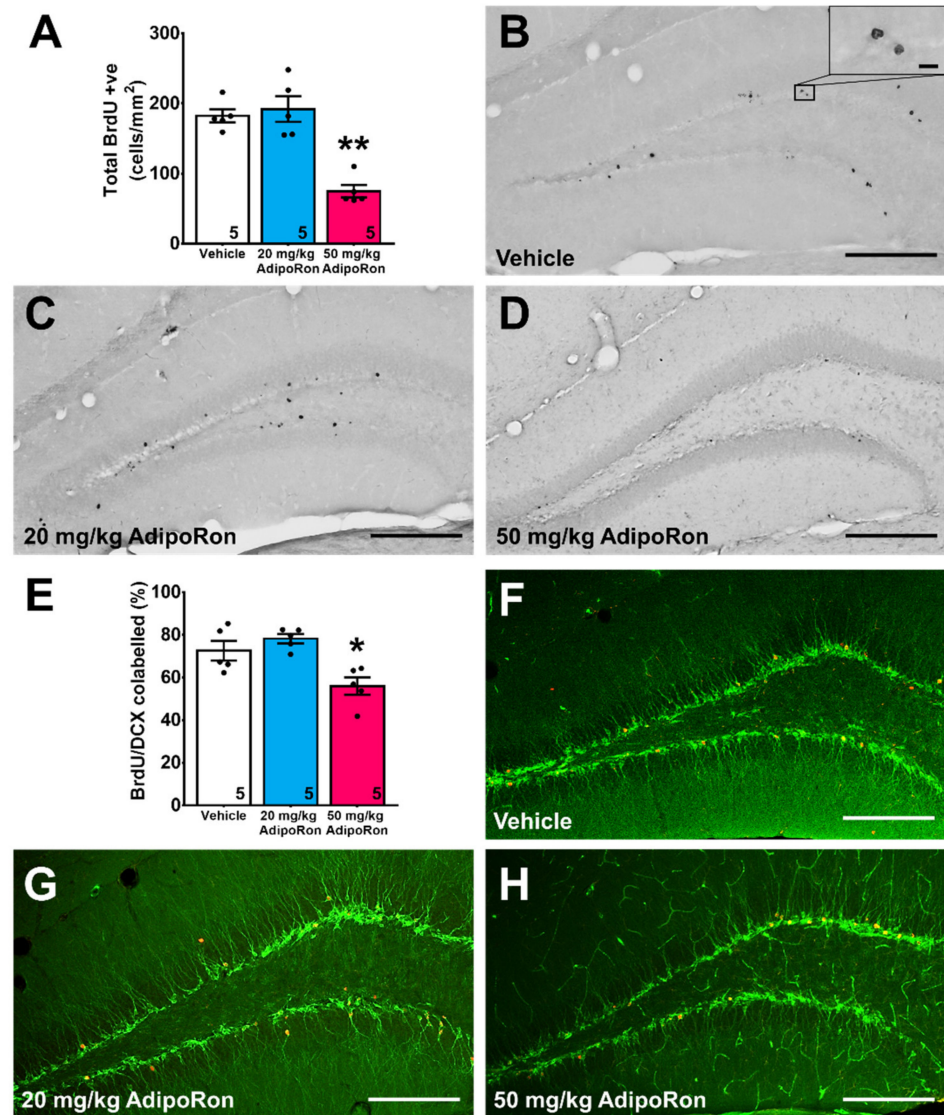 A
Total BrdU +ve
(cells/mm²)
300
200
100
0
**
5
5
5
Vehicle
20 mg/kg
AdipoRon
50 mg/kg
AdipoRon
B
Vehicle
C
20 mg/kg AdipoRon
D
50 mg/kg AdipoRon
E
BrdU/DCX colabelled (%)
100
80
60
40
20
0
*
5
5
5
Vehicle
20 mg/kg
AdipoRon
50 mg/kg
AdipoRon
F
Vehicle
G
20 mg/kg AdipoRon
H
50 mg/kg AdipoRon